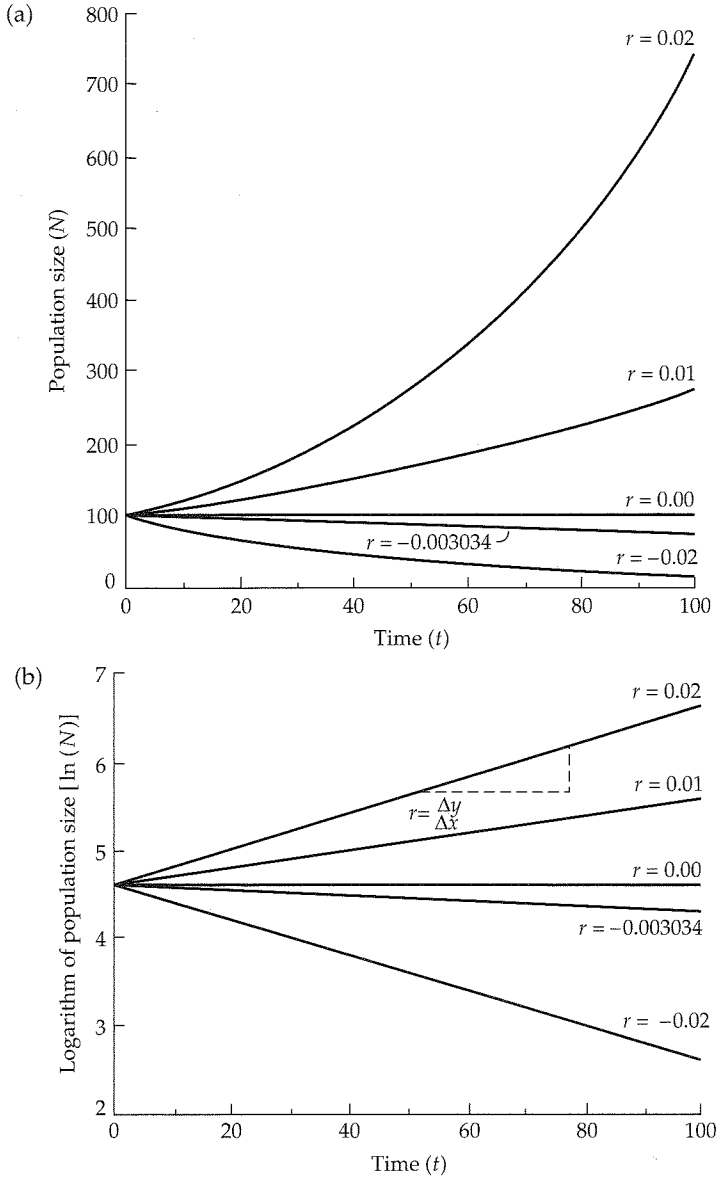 (a)
800
700
600
500
400
300
200
100
0
Population size (N)
r = 0.02
r = 0.01
r = 0.00
r = −0.003034
r = −0.02
0 20 40 60 80 100
Time (t)
(b)
7
6
5
4
3
2
Logarithm of population size [ln (N)]
r = 0.02
r = Δy
Δx
r = 0.01
r = 0.00
r = −0.003034
r = −0.02
0 20 40 60 80 100
Time (t)